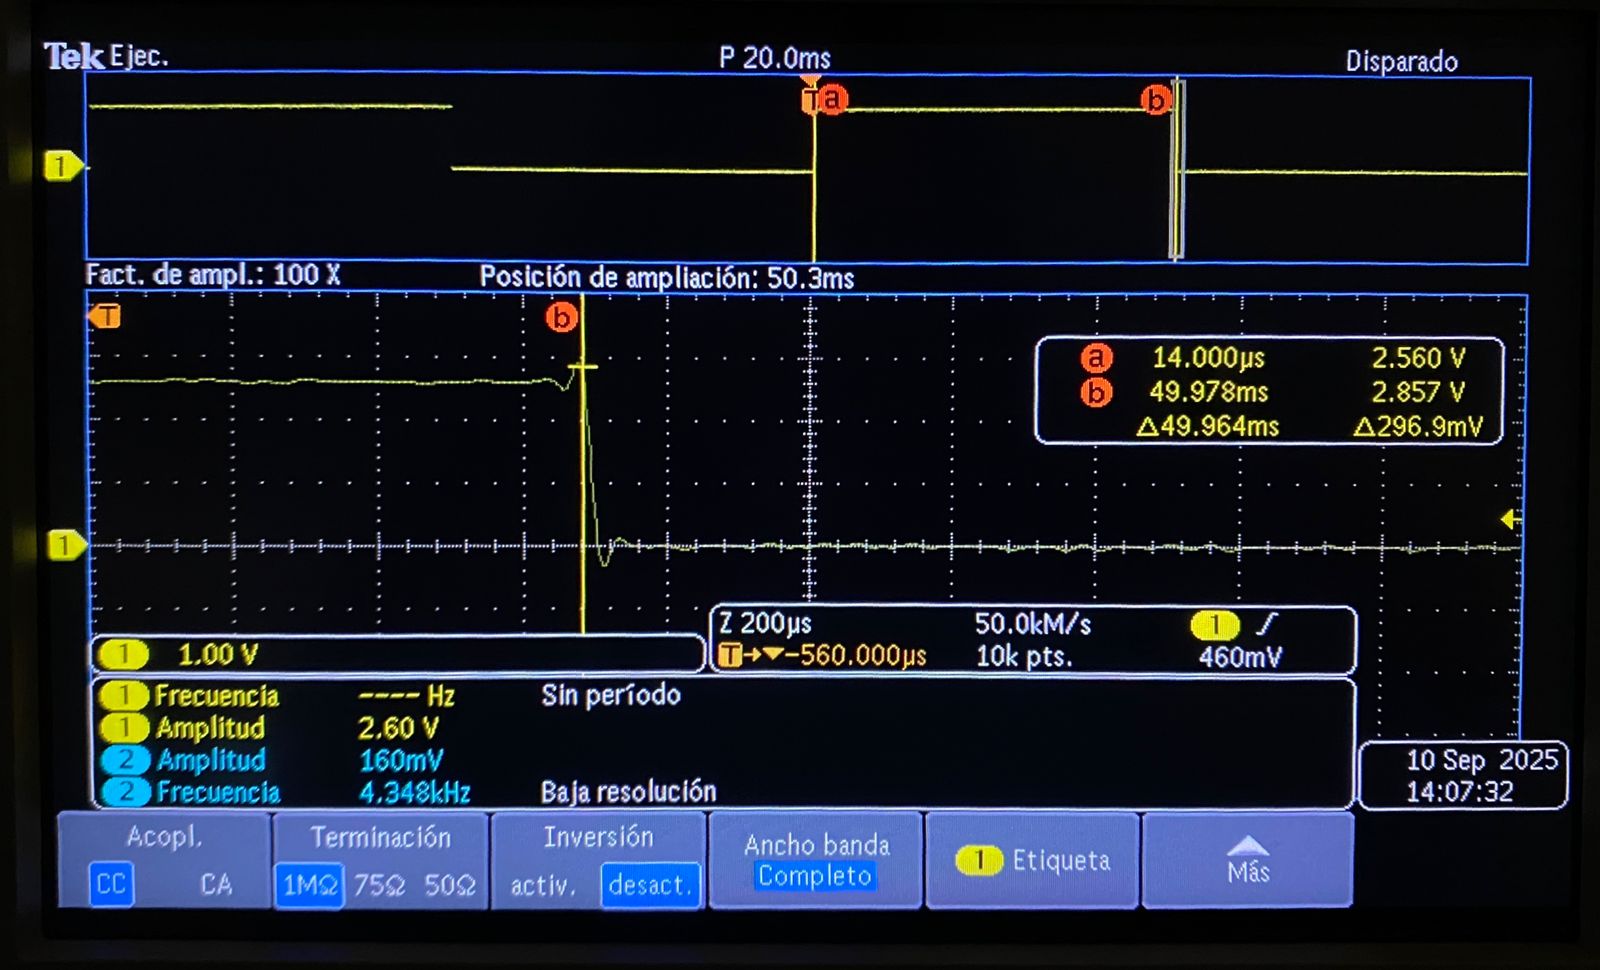 Tek Ejec. P 20.0ms Disparado
T a b
1
Fact. de ampl.: 100 X Posición de ampliación: 50.3ms
T b
a 14.000µs 2.560 V
b 49.978ms 2.857 V
Δ49.964ms Δ296.9mV
1
1 1.00 V
Z 200µs 50.0kM/s 1
T→▼-560.000µs 10k pts. 460mV
1 Frecuencia ---- Hz Sin período
1 Amplitud 2.60 V
2 Amplitud 160mV
2 Frecuencia 4.348kHz Baja resolución
10 Sep 2025
14:07:32
Acopl.
CC CA
Terminación
1MΩ 75Ω 50Ω
Inversión
activ. desact.
Ancho banda
Completo
1 Etiqueta
Más